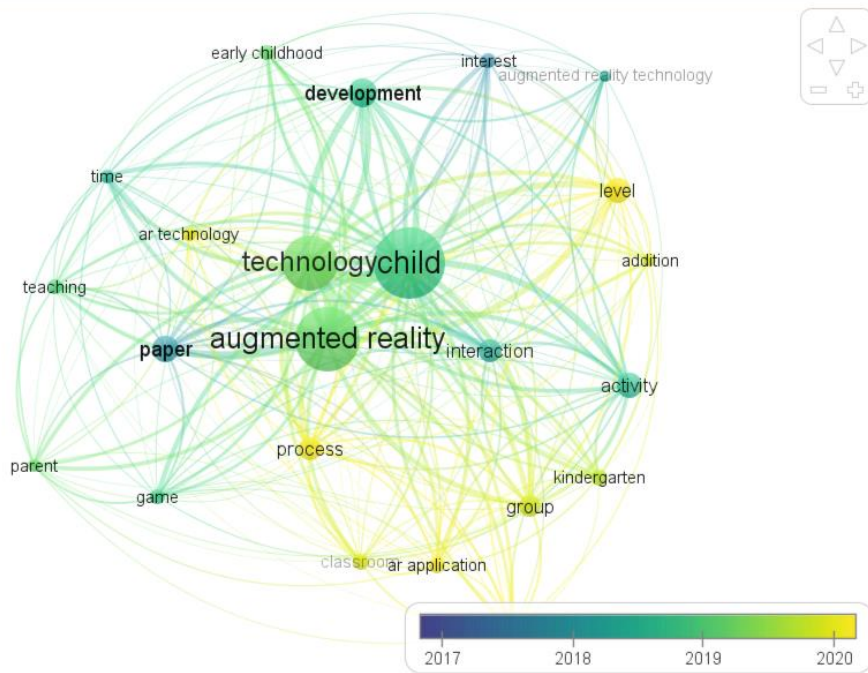 early childhood
interest
augmented reality technology
development
time
level
ar technology
technology
child
addition
teaching
augmented reality
paper
interaction
activity
process
parent
game
kindergarten
group
classroom
ar application
2017
2018
2019
2020